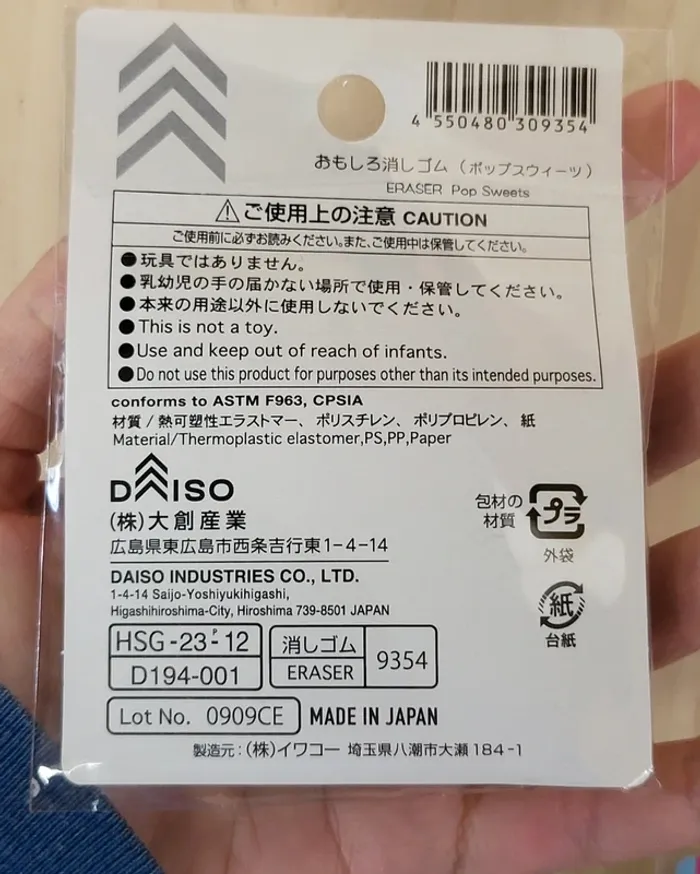 4 550480 309354
おもしろ消しゴム（ポップスウィーツ）
ERASER Pop Sweets
⚠ご使用上の注意 CAUTION
ご使用前に必ずお読みください。また、ご使用中は保管してください。
●玩具ではありません。
●乳幼児の手の届かない場所で使用・保管してください。
●本来の用途以外に使用しないでください。
●This is not a toy.
●Use and keep out of reach of infants.
●Do not use this product for purposes other than its intended purposes.
conforms to ASTM F963, CPSIA
材質 / 熱可塑性エラストマー、ポリスチレン、ポリプロピレン、紙
Material/Thermoplastic elastomer,PS,PP,Paper
DAISO
(株)大創産業
広島県東広島市西条吉行東1-4-14
DAISO INDUSTRIES CO., LTD.
1-4-14 Saijo-Yoshiyukihigashi,
Higashihiroshima-City, Hiroshima 739-8501 JAPAN
包材の
材質
プラ
外袋
紙
台紙
HSG-23-P-12
D194-001
消しゴム
ERASER
9354
Lot No. 0909CE
MADE IN JAPAN
製造元：(株)イワコー 埼玉県八潮市大瀬184-1